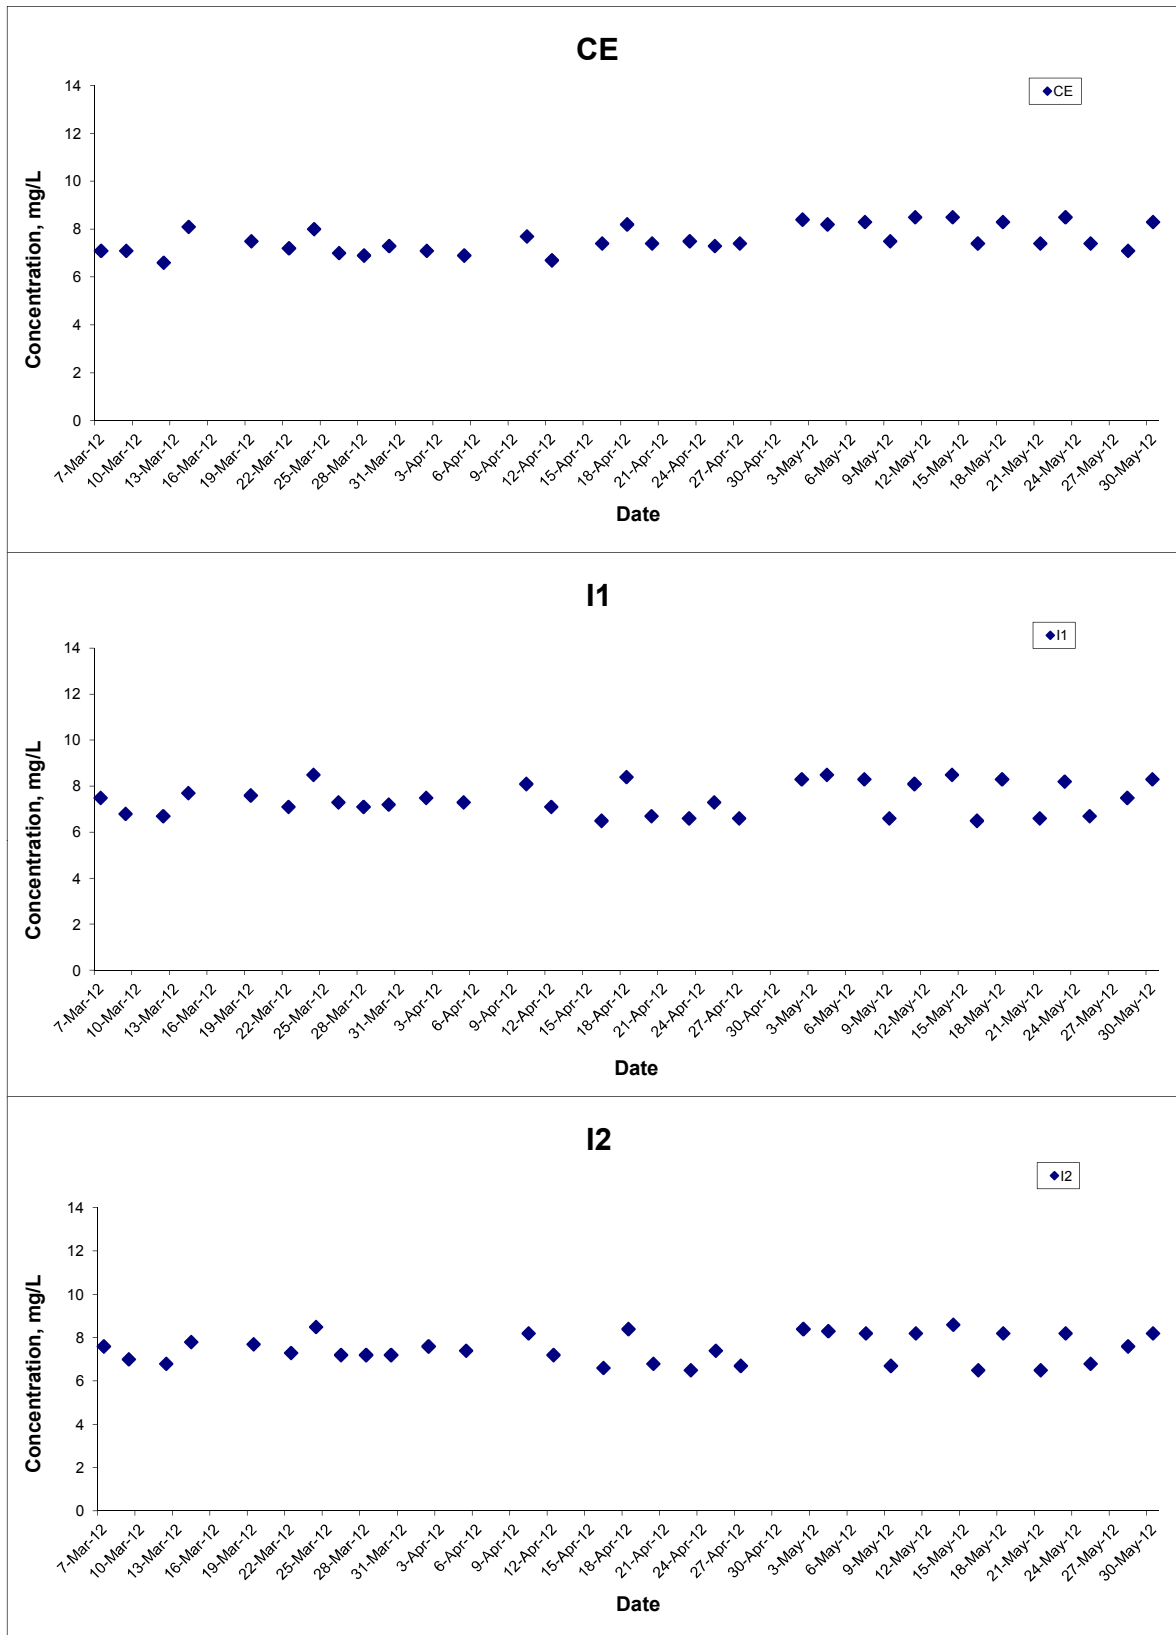 CE
CE
14
12
10
8
6
4
2
0
Concentration, mg/L
7-Mar-12 10-Mar-12 13-Mar-12 16-Mar-12 19-Mar-12 22-Mar-12 25-Mar-12 28-Mar-12 31-Mar-12 3-Apr-12 6-Apr-12 9-Apr-12 12-Apr-12 15-Apr-12 18-Apr-12 21-Apr-12 24-Apr-12 27-Apr-12 30-Apr-12 3-May-12 6-May-12 9-May-12 12-May-12 15-May-12 18-May-12 21-May-12 24-May-12 27-May-12 30-May-12
Date
I1
I1
14
12
10
8
6
4
2
0
Concentration, mg/L
7-Mar-12 10-Mar-12 13-Mar-12 16-Mar-12 19-Mar-12 22-Mar-12 25-Mar-12 28-Mar-12 31-Mar-12 3-Apr-12 6-Apr-12 9-Apr-12 12-Apr-12 15-Apr-12 18-Apr-12 21-Apr-12 24-Apr-12 27-Apr-12 30-Apr-12 3-May-12 6-May-12 9-May-12 12-May-12 15-May-12 18-May-12 21-May-12 24-May-12 27-May-12 30-May-12
Date
I2
I2
14
12
10
8
6
4
2
0
Concentration, mg/L
7-Mar-12 10-Mar-12 13-Mar-12 16-Mar-12 19-Mar-12 22-Mar-12 25-Mar-12 28-Mar-12 31-Mar-12 3-Apr-12 6-Apr-12 9-Apr-12 12-Apr-12 15-Apr-12 18-Apr-12 21-Apr-12 24-Apr-12 27-Apr-12 30-Apr-12 3-May-12 6-May-12 9-May-12 12-May-12 15-May-12 18-May-12 21-May-12 24-May-12 27-May-12 30-May-12
Date